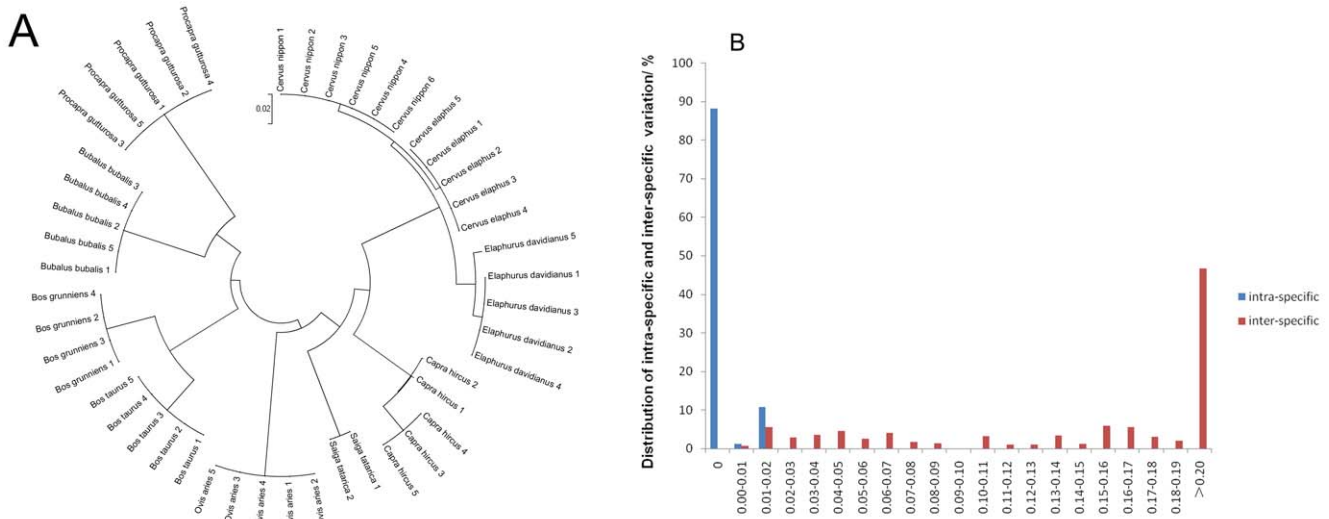 A
Procapra gutturosa 4
Procapra gutturosa 2
Procapra gutturosa 1
Procapra gutturosa 5
Procapra gutturosa 3
Bubalus bubalis 3
Bubalus bubalis 4
Bubalus bubalis 2
Bubalus bubalis 5
Bubalus bubalis 1
Bos grunniens 4
Bos grunniens 2
Bos grunniens 3
Bos grunniens 1
Bos taurus 5
Bos taurus 4
Bos taurus 3
Bos taurus 2
Bos taurus 1
Ovis aries 5
Ovis aries 3
Ovis aries 4
aries 1
aries 2
Saiga tatarica 2
Saiga tatarica 1
Capra hircus 5
Capra hircus 3
Capra hircus 4
Capra hircus 1
Capra hircus 2
Elaphurus davidianus 4
Elaphurus davidianus 2
Elaphurus davidianus 3
Elaphurus davidianus 1
Elaphurus davidianus 5
Cervus elaphus 4
Cervus elaphus 3
Cervus elaphus 2
Cervus elaphus 1
Cervus elaphus 5
Cervus nippon 6
Cervus nippon 4
Cervus nippon 5
Cervus nippon 3
Cervus nippon 2
Cervus nippon 1
0.02
B
Distribution of intra-specific and inter-specific variation/ %
100
90
80
70
60
50
40
30
20
10
0
0
0.00-0.01
0.01-0.02
0.02-0.03
0.03-0.04
0.04-0.05
0.05-0.06
0.06-0.07
0.07-0.08
0.08-0.09
0.09-0.10
0.10-0.11
0.11-0.12
0.12-0.13
0.13-0.14
0.14-0.15
0.15-0.16
0.16-0.17
0.17-0.18
0.18-0.19
＞0.20
intra-specific
inter-specific